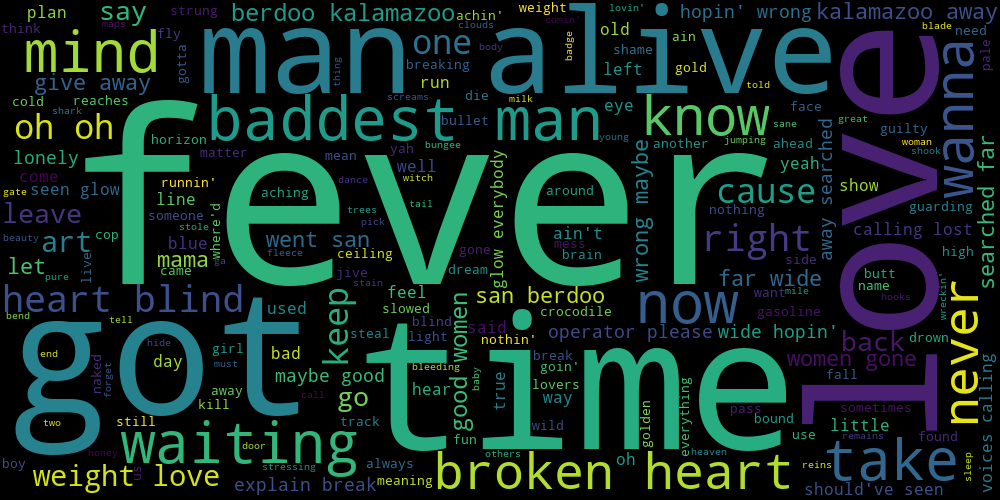 plan
say
strung
berdoo kalamazoo
achin'
weight
lovin'
hopin' wrong
kalamazoo away
maps
comin'
think
mind
fly
man
alive
one
clouds
old
ain
blade
need
gotta
badge
shame
love
wanna
pale
give away
thing
breaking
body
left
gold
run
told
cold
reaches
screams
milk
die
eye
face
great
shark
baddest man
bullet
know
oh oh
fever
horizon
young
sane
guilty
yah
bungee
jumping
woman
lonely
matter
mean
well
another
ahead
shook
come
yeah
away searched
searched far
gate
seen glow
runnin'
dance
witch
aching
glow everybody
around
wrong maybe
cause
show
line
trees
tail
nothing
guarding
leave
someone
where'd
pick
stole
ain't
right
calling lost
art
cop
blue
went san
mess
side
beauty
live
fleece
ceiling
gone
brain
high
let
mama
ga
dream
far wide
butt
pure
came
jive
feel
san berdoo
want
mile
name
hooks
stain
heart blind
used
keep
slowed
crocodile
now
gasoline
wreckin'
bend
tell
got
steal
blind
said
operator please
wide hopin'
back
never
drown
light
women
nothin'
time
end
hide
girl
bad
break
women gone
naked
day
bleeding
goin'
forget
must
maybe good
hear
baby
true
lovers
fall
voices calling
away
go
good
way
everything
pass
sometimes
two
kill
call
golden
honey
still
track
fun
wild
bound
little
found
waiting
door
others
use
remains
us
oh
heaven
take
boy
stressing
always
broken heart
reins
sleep
weight love
explain break
meaning
should've seen